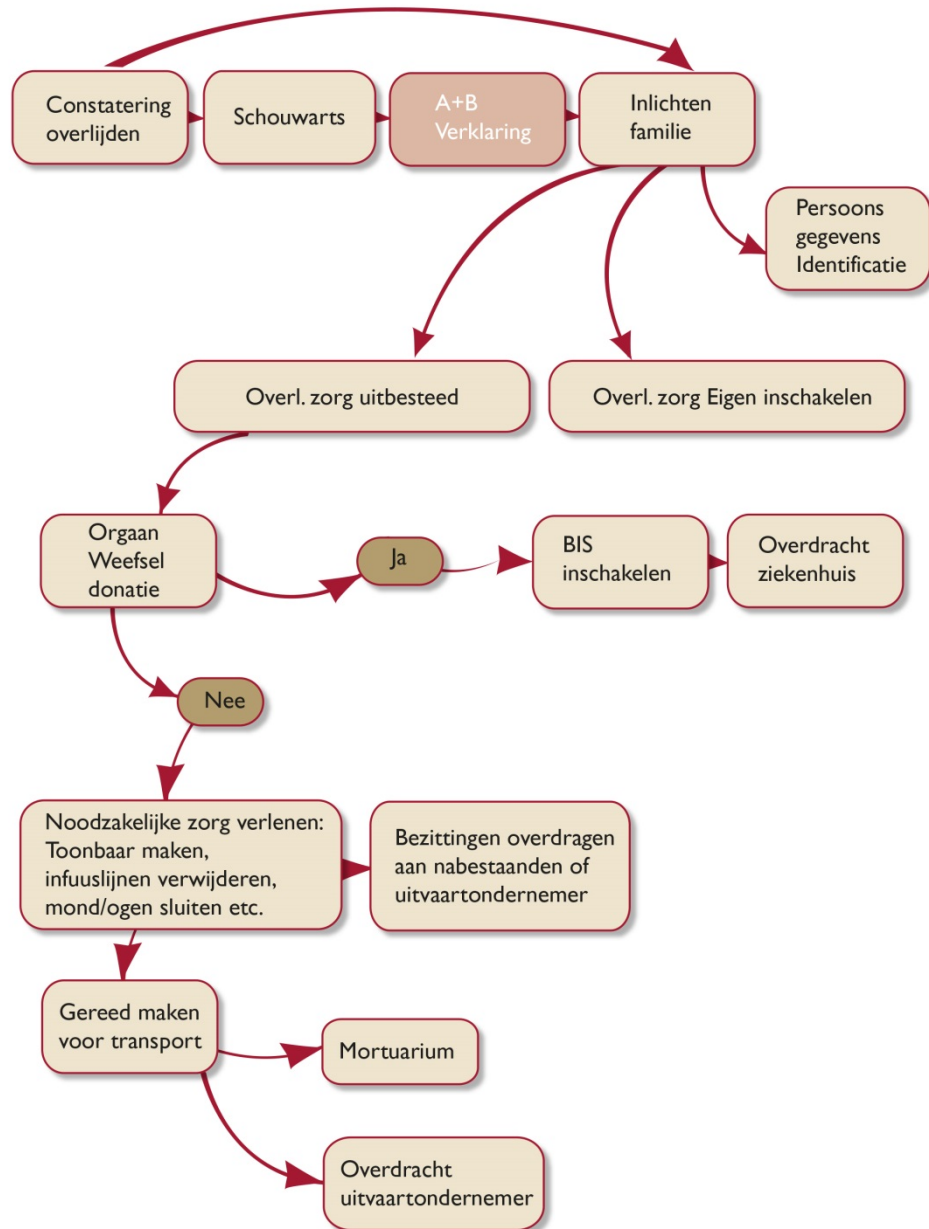 Constatering
overlijden
Schouwarts
A+B
Verklaring
Inlichten
familie
Persoons
gegevens
Identificatie
Overl. zorg uitbesteed
Overl. zorg Eigen inschakelen
Orgaan
Weefsel
donatie
Ja
BIS
inschakelen
Overdracht
ziekenhuis
Nee
Noodzakelijke zorg verlenen:
Toonbaar maken,
infuuslijnen verwijderen,
mond/ogen sluiten etc.
Bezittingen overdragen
aan nabestaanden of
uitvaartondernemer
Gereed maken
voor transport
Mortuarium
Overdracht
uitvaartondernemer